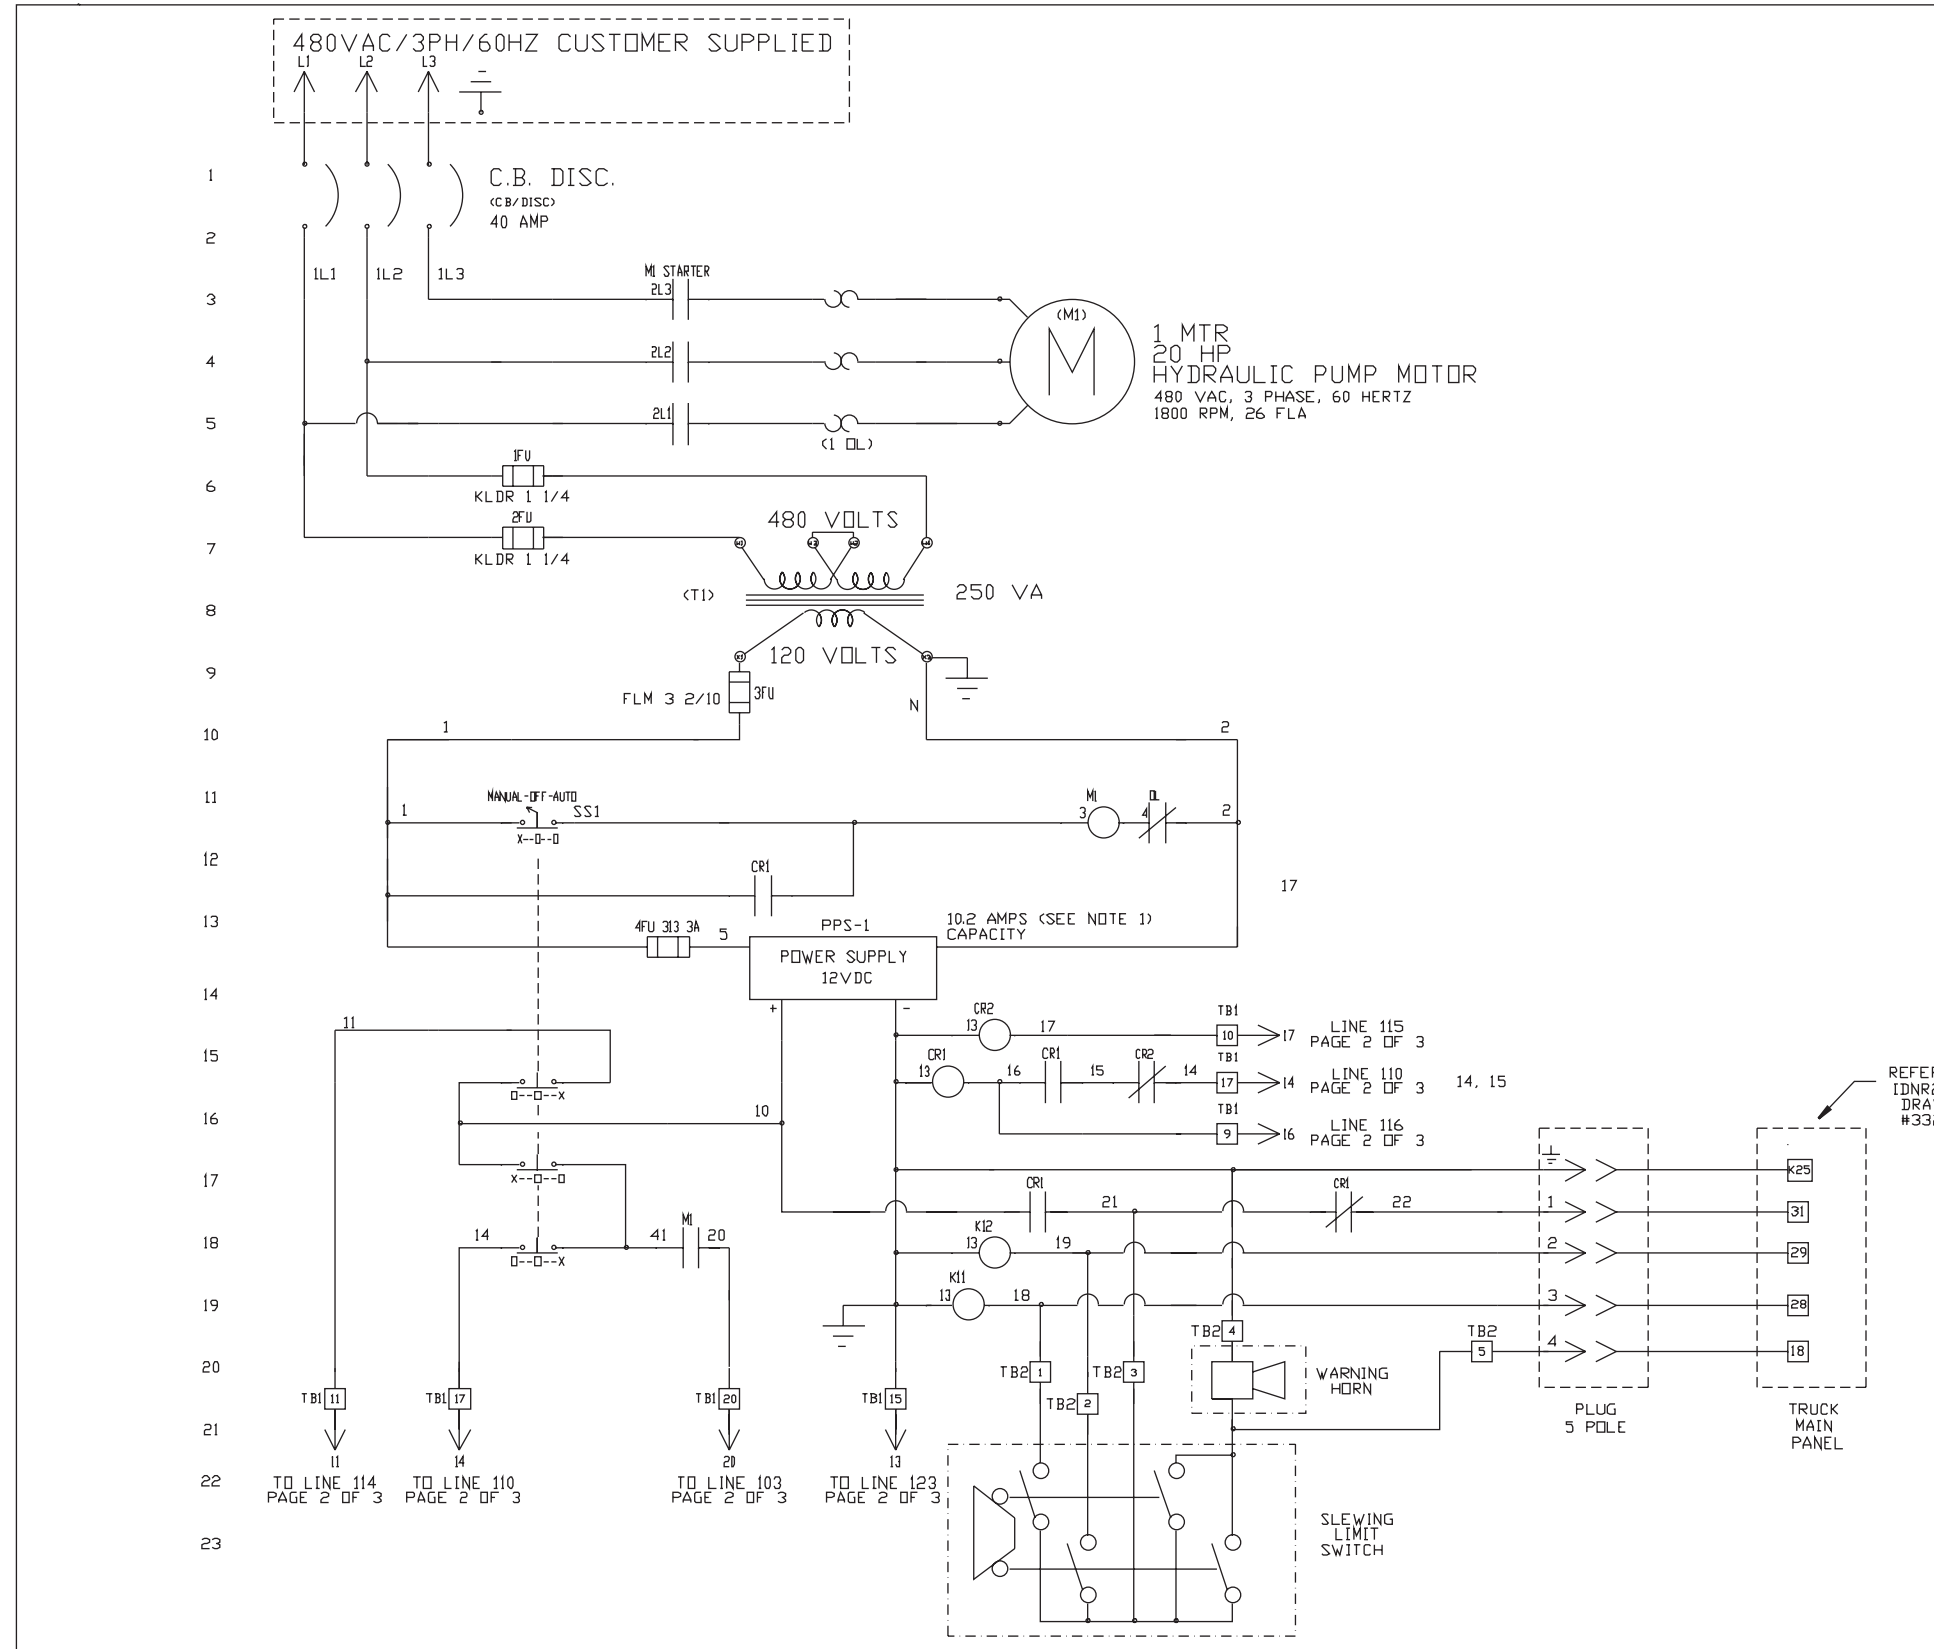 480VAC/3PH/60HZ CUSTOMER SUPPLIED
L1 L2 L3
1
C.B. DISC.
(CB/DISC)
40 AMP
2
1L1 1L2 1L3
M1 STARTER
3
2L3
(M1)
4
2L2
M
1 MTR
20 HP
HYDRAULIC PUMP MOTOR
480 VAC, 3 PHASE, 60 HERTZ
1800 RPM, 26 FLA
5
2L1
(1 OL)
1FU
6
KLDR 1 1/4
2FU
480 VOLTS
7
KLDR 1 1/4
H1 H4
(T1)
250 VA
8
120 VOLTS
9
FLM 3 2/10
3FU
N
10
1
2
11
MANUAL-OFF-AUTO
SS1
1
X--O--O
M1
3
OL
4
2
12
CR1
17
13
4FU 313 3A
5
PPS-1
POWER SUPPLY
12VDC
10.2 AMPS (SEE NOTE 1)
CAPACITY
14
+
-
CR2
13
17
TB1
10
17
LINE 115
PAGE 2 OF 3
11
15
CR1
13
16
CR1
15
CR2
14
TB1
17
14
LINE 110
PAGE 2 OF 3
14, 15
O--O--X
16
10
TB1
9
16
LINE 116
PAGE 2 OF 3
17
X--O--O
K25
CR1
21
CR1
22
1
31
18
14
41
M1
20
O--O--X
K12
13
19
2
29
19
K11
13
18
3
28
TB2 4
TB2
5
4
18
20
TB2 1
TB2 3
TB2 2
WARNING
HORN
TB1 11
TB1 17
TB1 20
TB1 15
PLUG
5 POLE
TRUCK
MAIN
PANEL
21
11
TO LINE 114
PAGE 2 OF 3
14
TO LINE 110
PAGE 2 OF 3
20
TO LINE 103
PAGE 2 OF 3
13
TO LINE 123
PAGE 2 OF 3
22
SLEWING
LIMIT
SWITCH
23